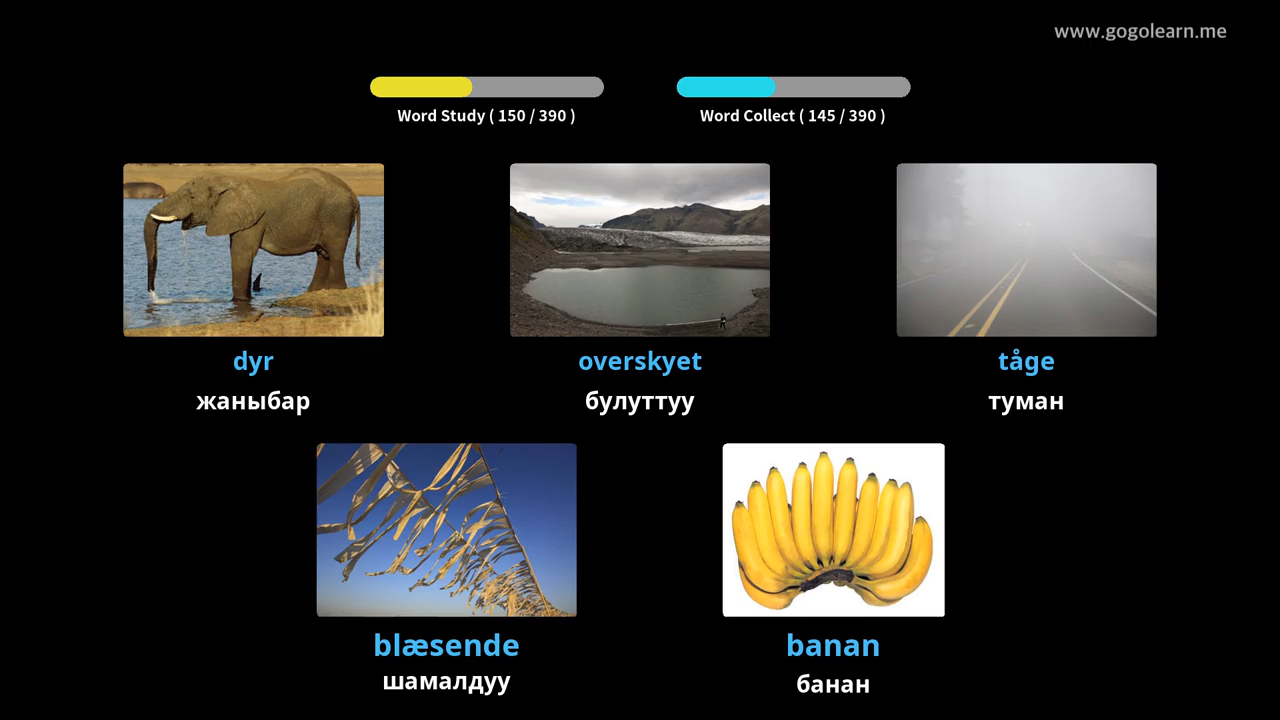 www.gogolearn.me
Word Study ( 150 / 390 )
Word Collect ( 145 / 390 )
dyr
overskyet
tåge
жаныбар
булуттуу
туман
blæsende
banan
шамалдуу
банан